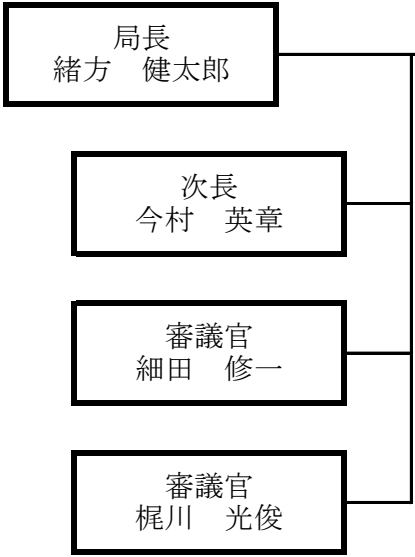 局長
緒方　健太郎
次長
今村　英章
審議官
細田　修一
審議官
梶川　光俊